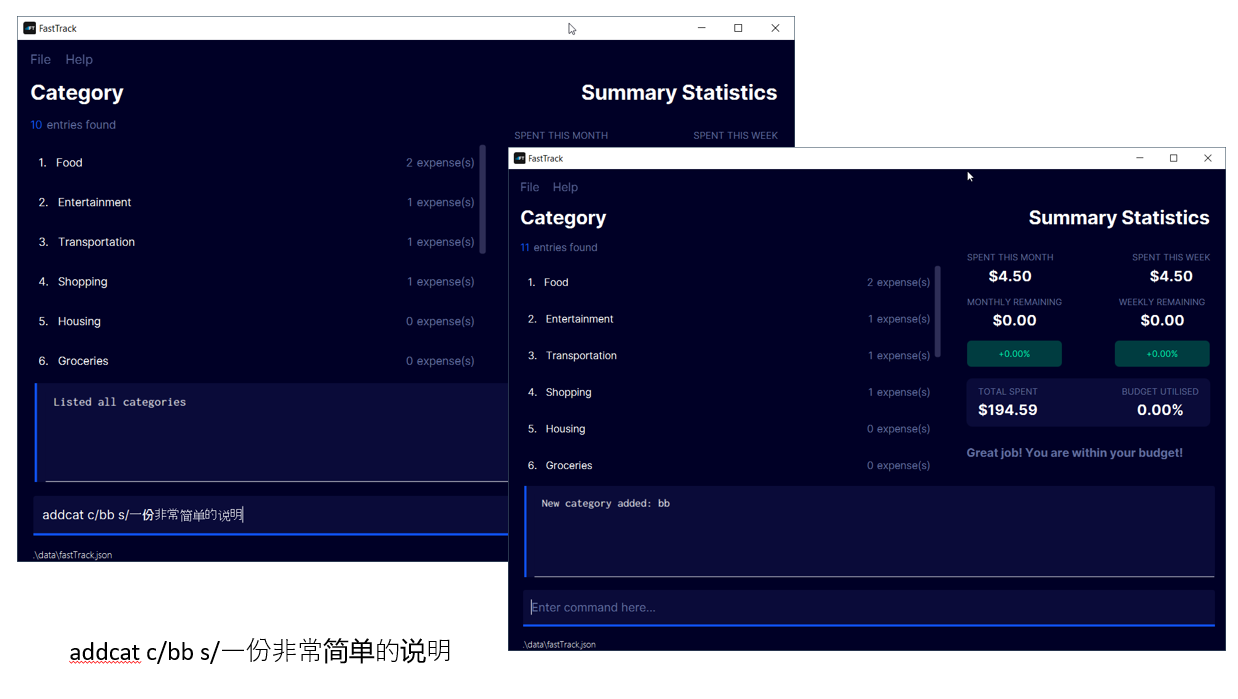 FastTrack
File Help
Category
Summary Statistics
10 entries found
SPENT THIS MONTH
SPENT THIS WEEK
1. Food
2 expense(s)
2. Entertainment
1 expense(s)
3. Transportation
1 expense(s)
4. Shopping
1 expense(s)
5. Housing
0 expense(s)
6. Groceries
0 expense(s)
Listed all categories
addcat c/bb s/一份非常简单的说明
.\data\fastTrack.json
FastTrack
File Help
Category
Summary Statistics
11 entries found
1. Food
2 expense(s)
2. Entertainment
1 expense(s)
3. Transportation
1 expense(s)
4. Shopping
1 expense(s)
5. Housing
0 expense(s)
6. Groceries
0 expense(s)
SPENT THIS MONTH
SPENT THIS WEEK
$4.50
$4.50
MONTHLY REMAINING
WEEKLY REMAINING
$0.00
$0.00
+0.00%
+0.00%
TOTAL SPENT
BUDGET UTILISED
$194.59
0.00%
Great job! You are within your budget!
New category added: bb
Enter command here...
.\data\fastTrack.json
addcat c/bb s/一份非常简单的说明